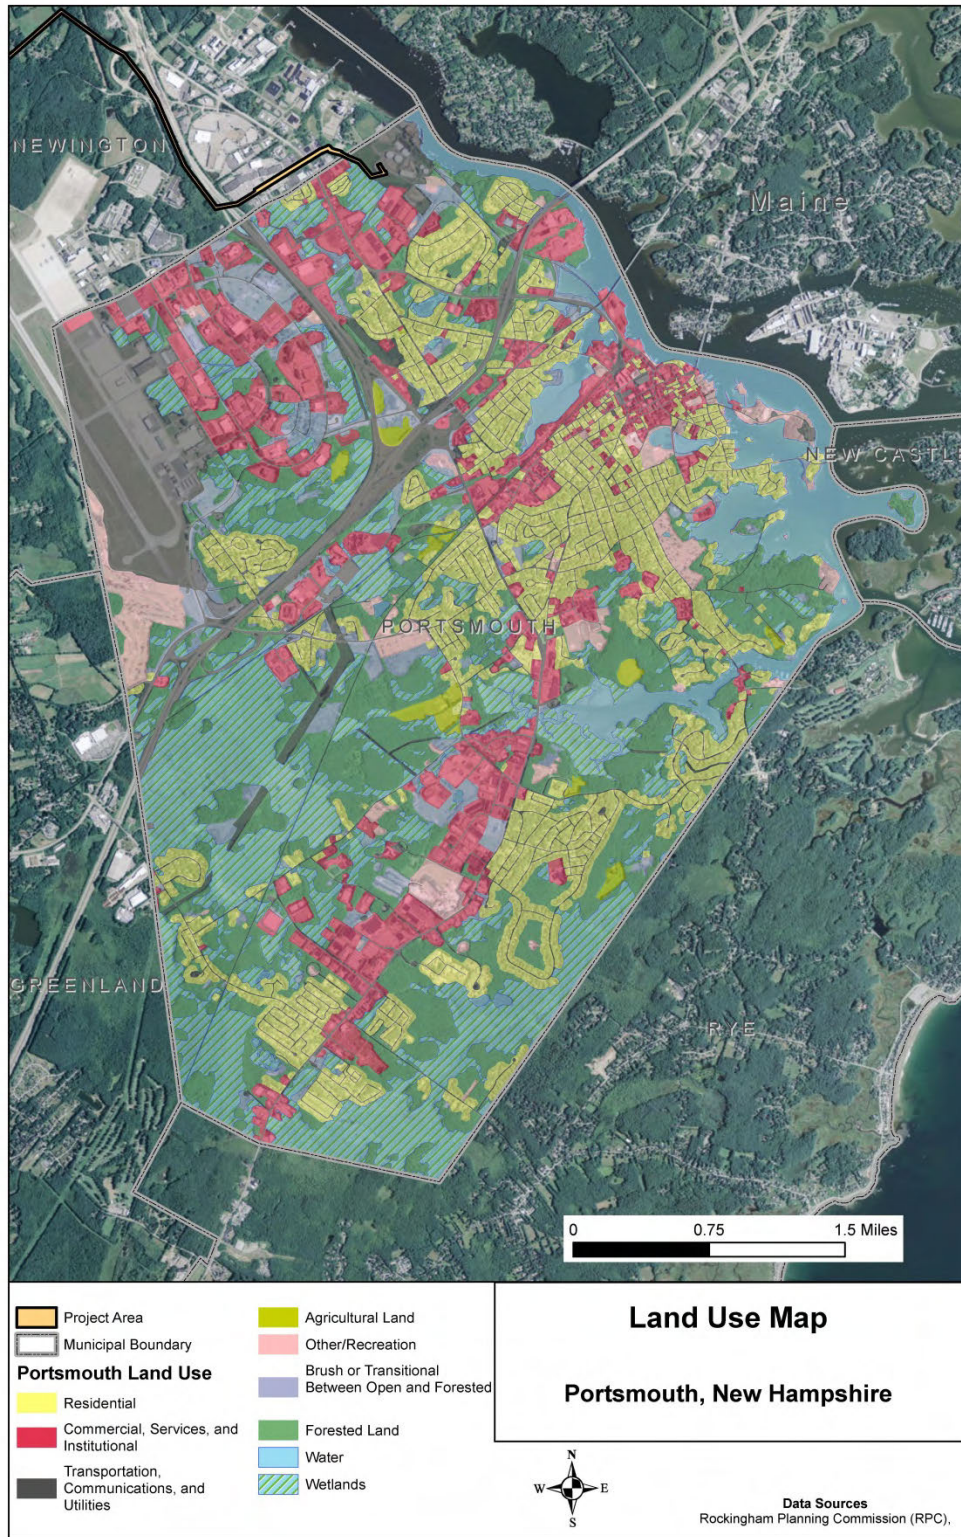 NEWINGTON
Maine
NEW CASTLE
PORTSMOUTH
GREENLAND
RYE
0 0.75 1.5 Miles
Project Area
Municipal Boundary
Portsmouth Land Use
Residential
Commercial, Services, and
Institutional
Transportation,
Communications, and
Utilities
Agricultural Land
Other/Recreation
Brush or Transitional
Between Open and Forested
Forested Land
Water
Wetlands
Land Use Map
Portsmouth, New Hampshire
N
W E
S
Data Sources
Rockingham Planning Commission (RPC),